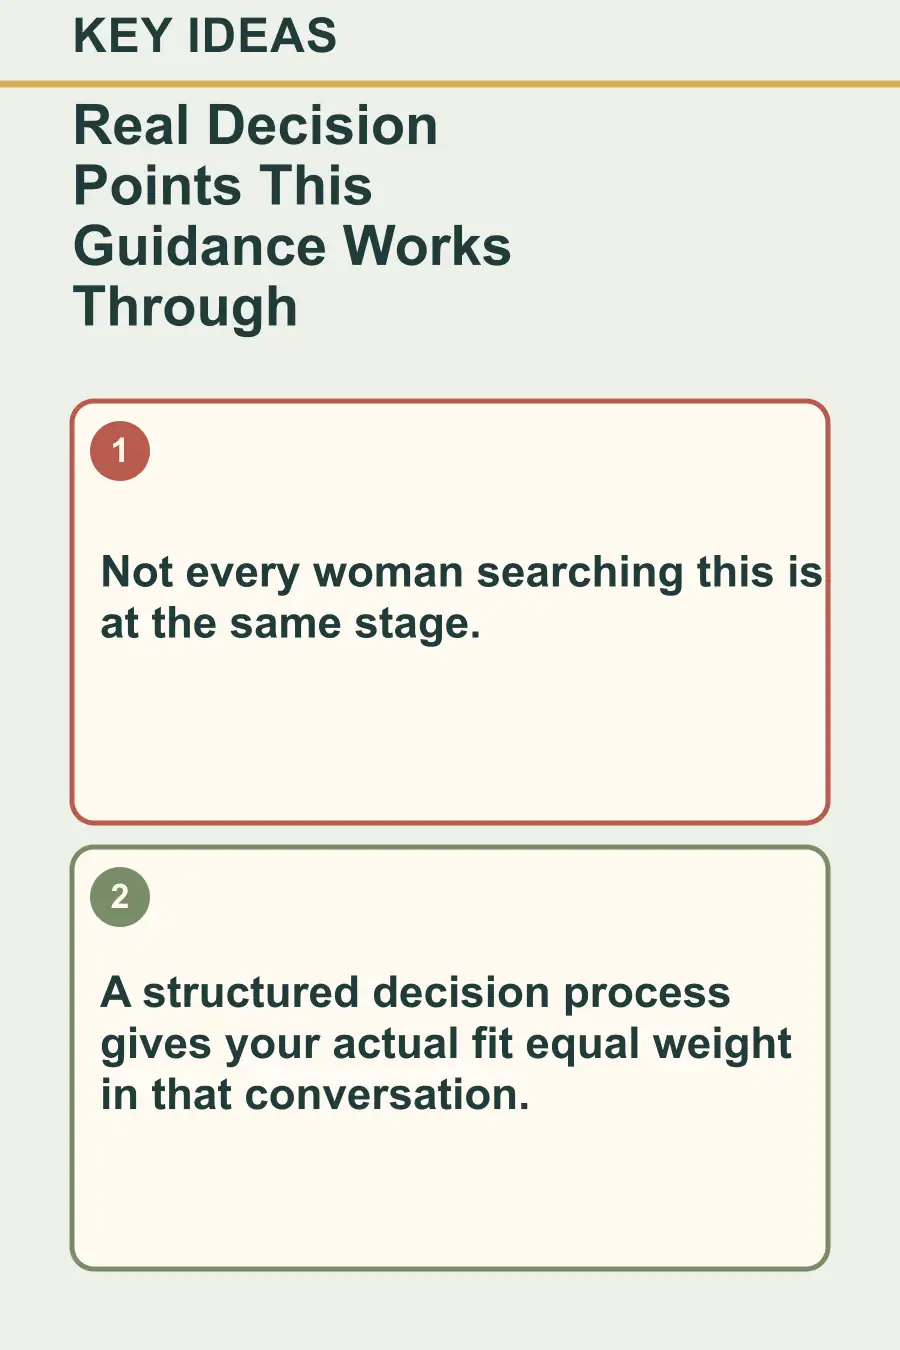 KEY IDEAS
Real Decision
Points This
Guidance Works
Through
1
Not every woman searching this is
at the same stage.
2
A structured decision process
gives your actual fit equal weight
in that conversation.